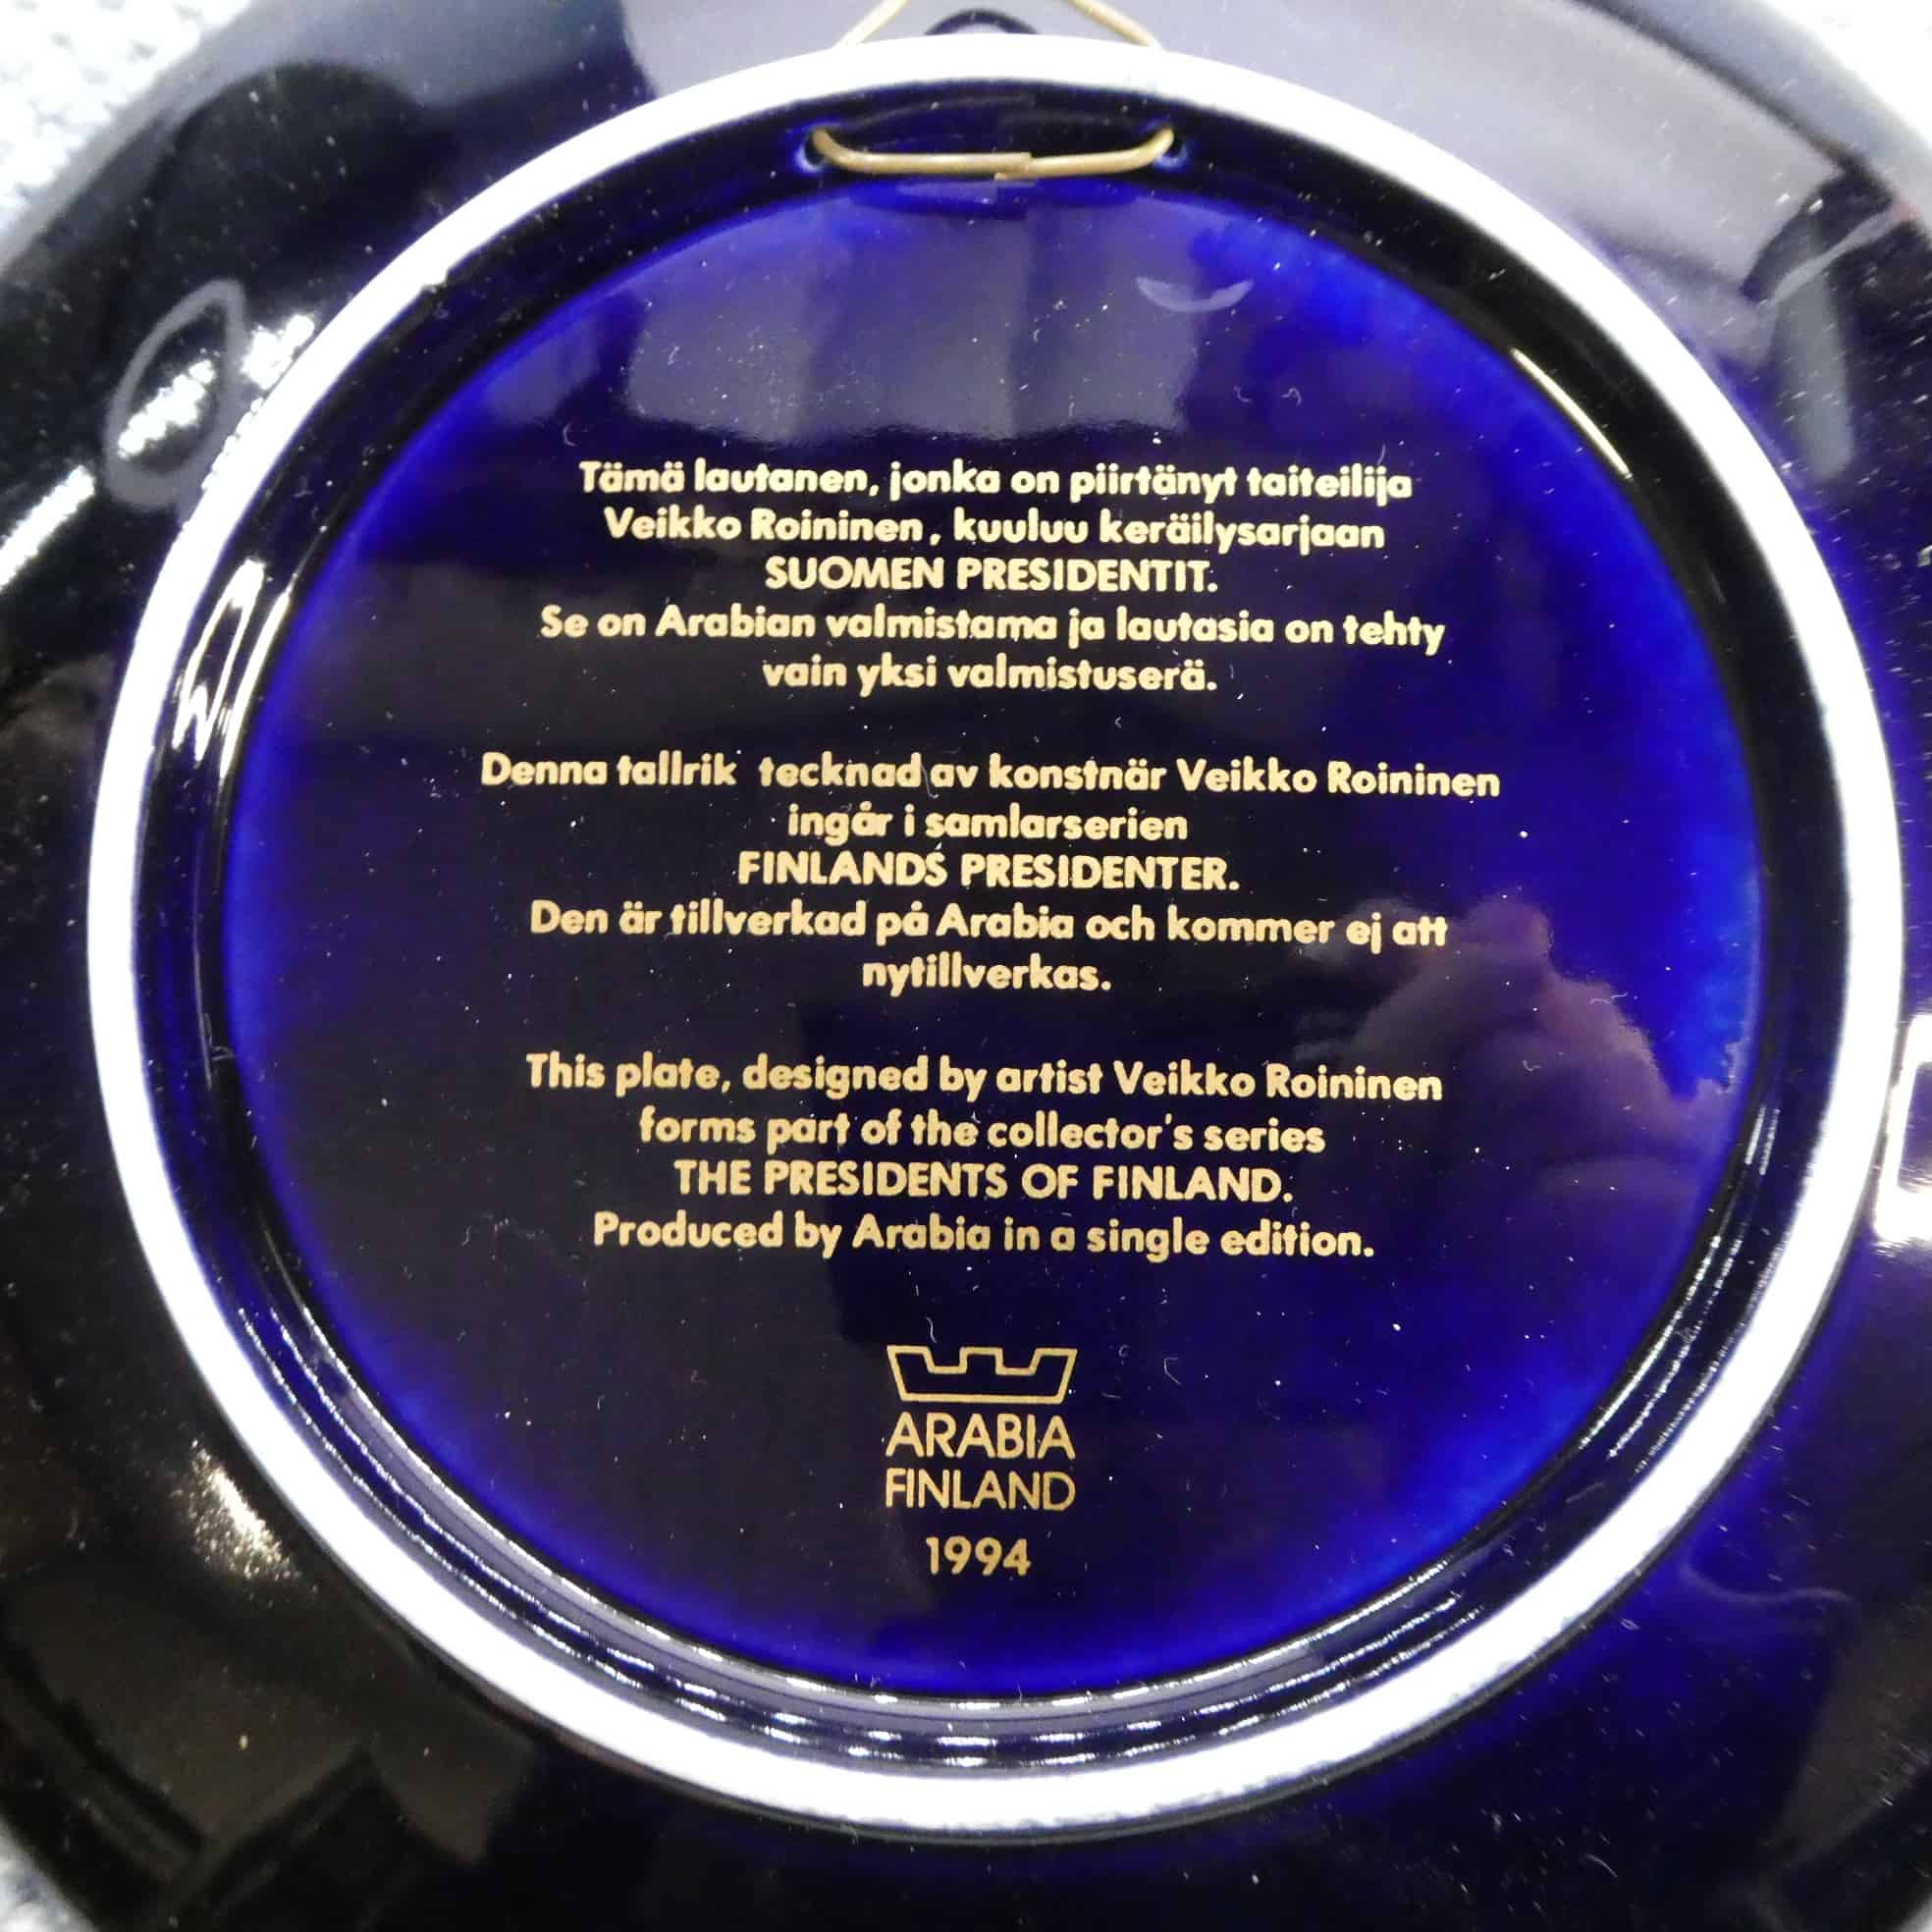 Tämä lautanen, jonka on piirtänyt taiteilija
Veikko Roininen, kuuluu keräilysarjaan
SUOMEN PRESIDENTIT.
Se on Arabian valmistama ja lautasia on tehty
vain yksi valmistuserä.
Denna tallrik tecknad av konstnär Veikko Roininen
ingår i samlarserien
FINLANDS PRESIDENTER.
Den är tillverkad på Arabia och kommer ej att
nytillverkas.
This plate, designed by artist Veikko Roininen
forms part of the collector's series
THE PRESIDENTS OF FINLAND.
Produced by Arabia in a single edition.
ARABIA
FINLAND
1994